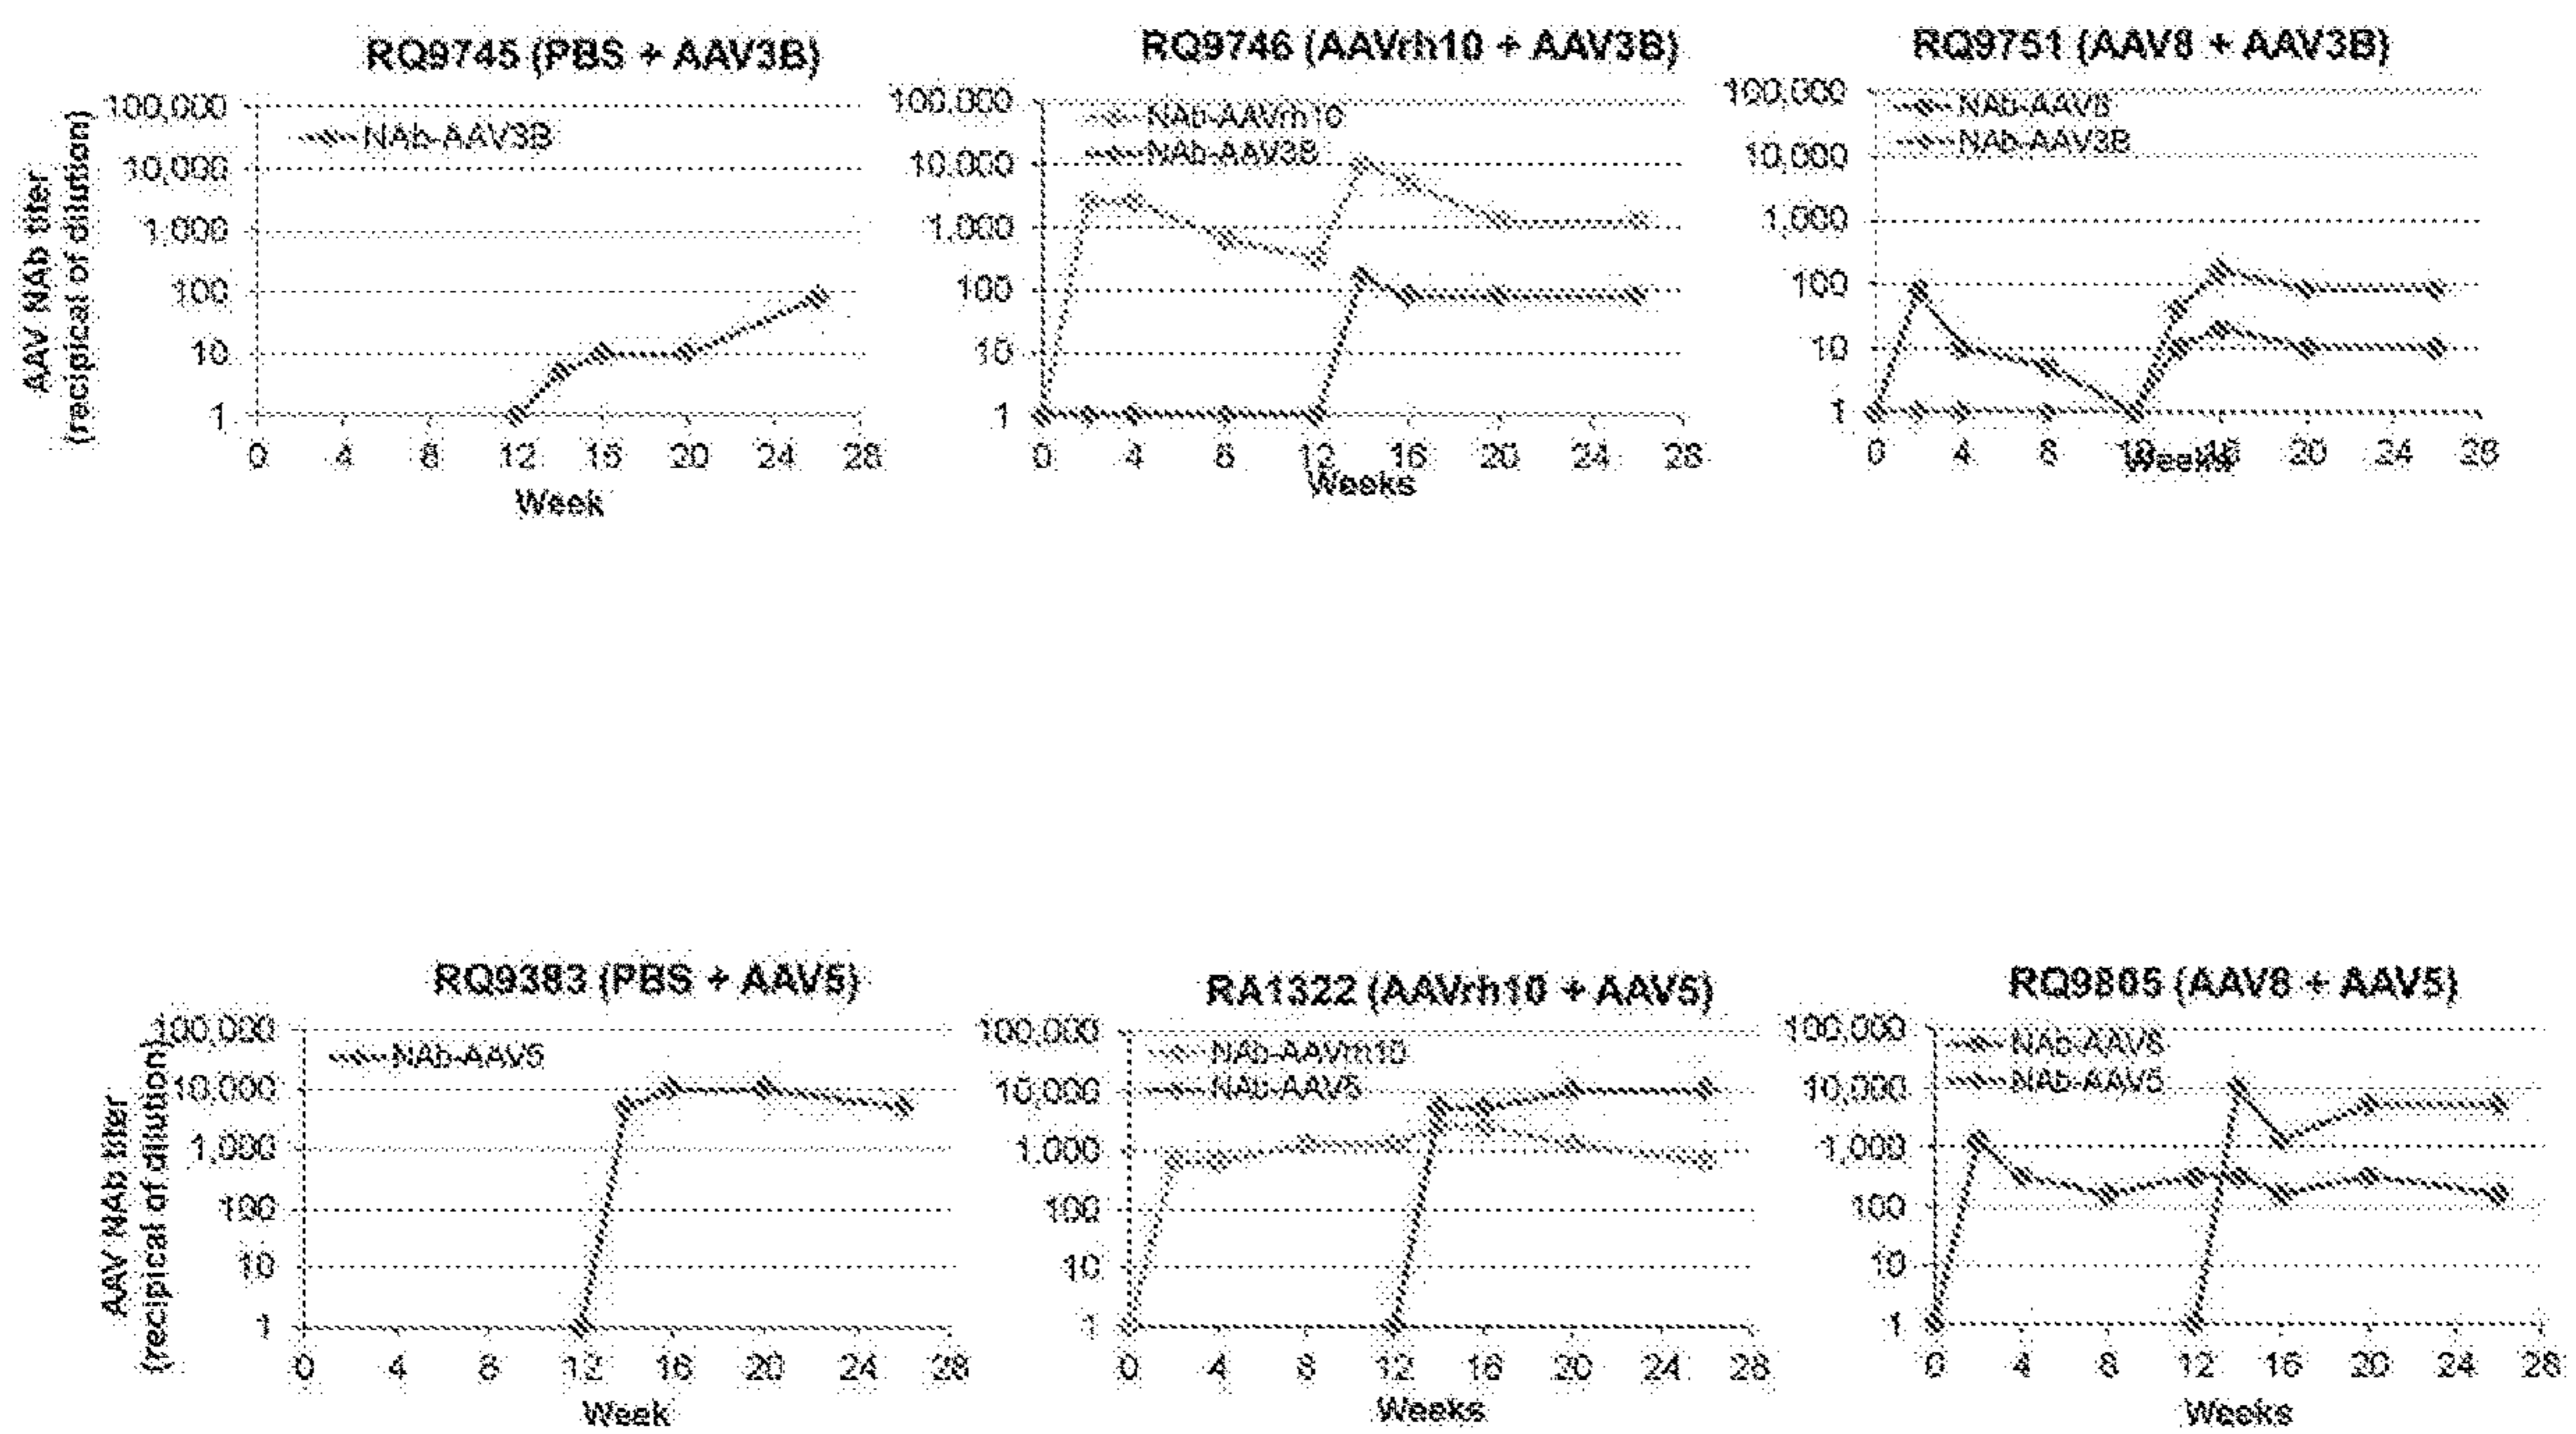 RQ9745 (PBS + AAV3B)
100,000
10,000
1,000
100
10
1
AAV NAb titer
(recipical of dilution)
NAb-AAV3B
0 4 8 12 16 20 24 28
Week
RQ9746 (AAVrh10 + AAV3B)
100,000
10,000
1,000
100
10
1
NAb-AAVrh10
NAb-AAV3B
0 4 8 12 16 20 24 28
Weeks
RQ9751 (AAV8 + AAV3B)
100,000
10,000
1,000
100
10
1
NAb-AAV8
NAb-AAV3B
0 4 8 12 16 20 24 28
Weeks
RQ9383 (PBS + AAV5)
100,000
10,000
1,000
100
10
1
AAV NAb titer
(recipical of dilution)
NAb-AAV5
0 4 8 12 16 20 24 28
Week
RA1322 (AAVrh10 + AAV5)
100,000
10,000
1,000
100
10
1
NAb-AAVrh10
NAb-AAV5
0 4 8 12 16 20 24 28
Weeks
RQ9805 (AAV8 + AAV5)
100,000
10,000
1,000
100
10
1
NAb-AAV8
NAb-AAV5
0 4 8 12 16 20 24 28
Weeks